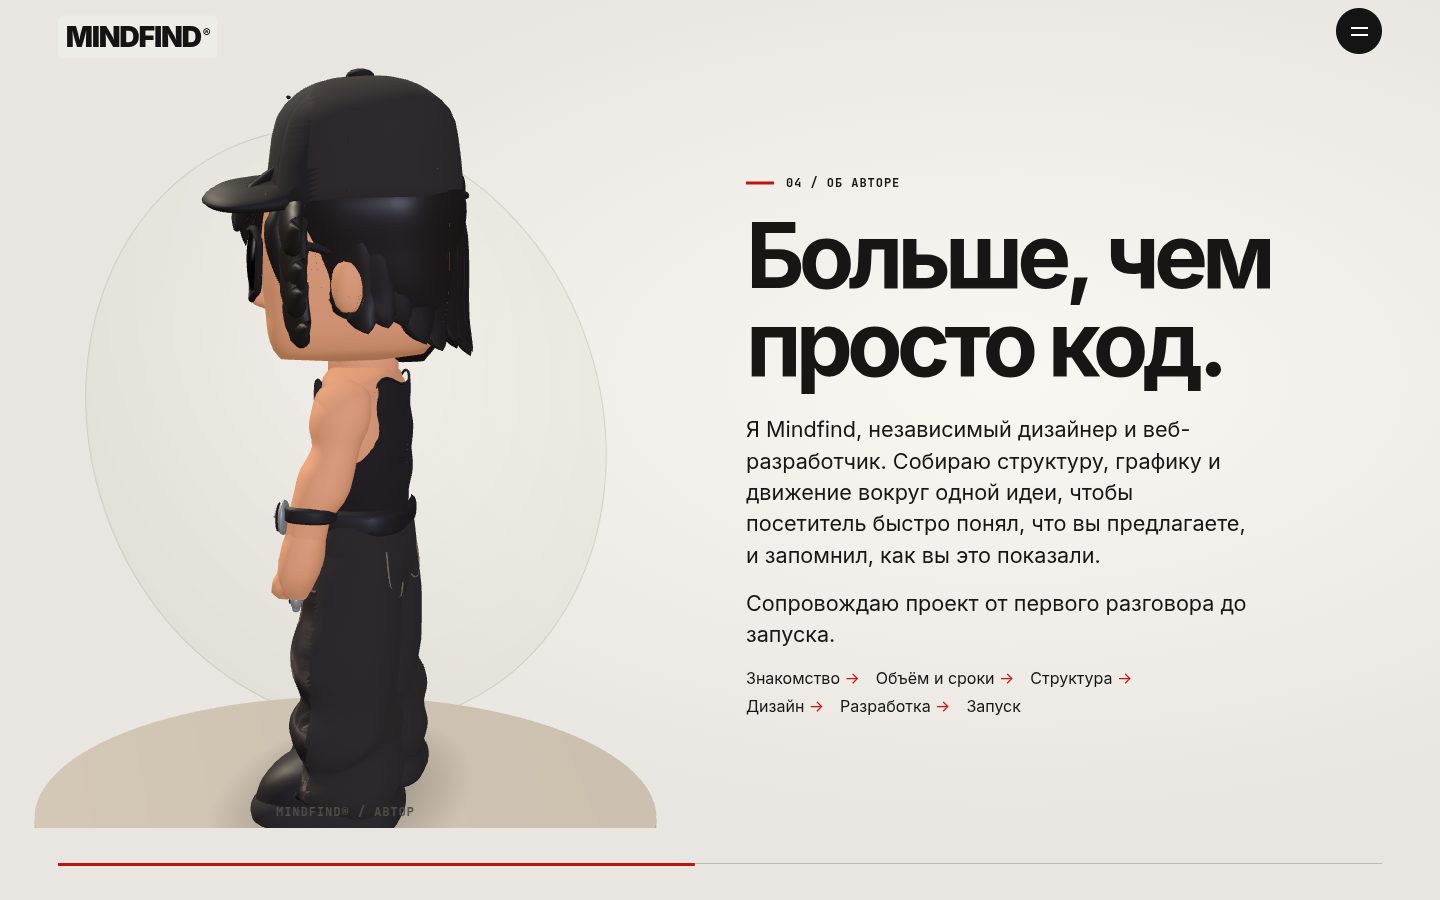 MINDFIND®
04 / ОБ АВТОРЕ
Больше, чем
просто код.
Я Mindfind, независимый дизайнер и веб-
разработчик. Собираю структуру, графику и
движение вокруг одной идеи, чтобы
посетитель быстро понял, что вы предлагаете,
и запомнил, как вы это показали.
Сопровождаю проект от первого разговора до
запуска.
Знакомство → Объём и сроки → Структура →
Дизайн → Разработка → Запуск
MINDFIND® / АВТОР